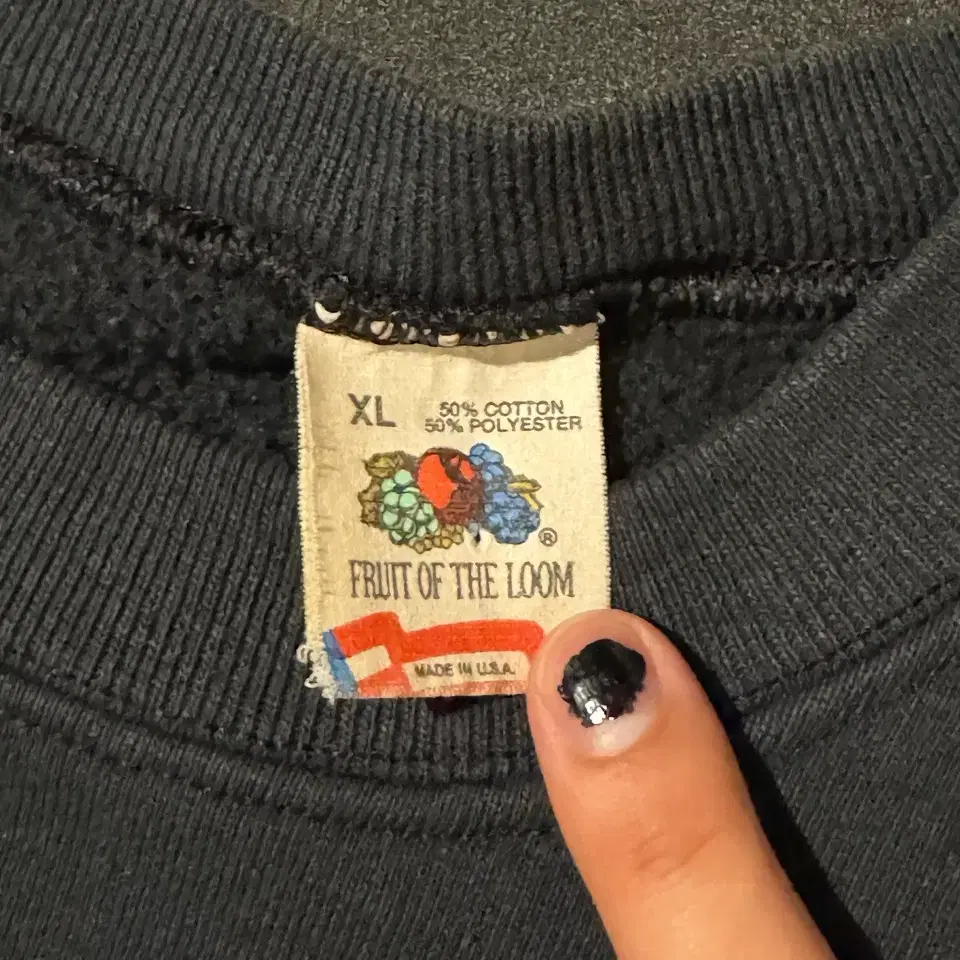 XL
50% COTTON
50% POLYESTER
®
FRUIT OF THE LOOM
MADE IN U.S.A.